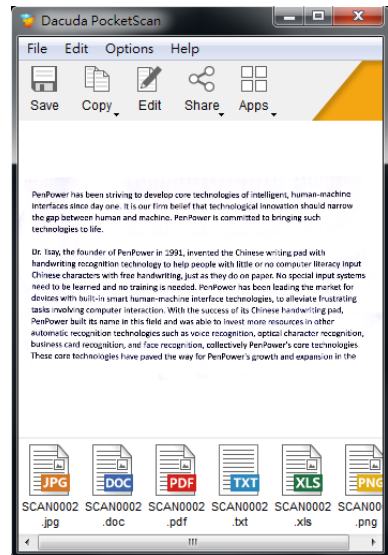 Dacuda PocketScan
File Edit Options Help
Save Copy Edit Share Apps
PenPower has been striving to develop core technologies of intelligent, human-machine
interfaces since day one. It is our firm belief that technological innovation should narrow
the gap between human and machine. PenPower is committed to bringing such
technologies to life.
Dr. Tsay, the founder of PenPower in 1991, invented the Chinese writing pad with
handwriting recognition technology to help people with little or no computer literacy input
Chinese characters with free handwriting, just as they do on paper. No special input systems
need to be learned and no training is needed. PenPower has been leading the market for
devices with built-in smart human-machine interface technologies, to alleviate frustrating
tasks involving computer interaction. With the success of its Chinese handwriting pad,
PenPower built its name in this field and was able to invest more resources in other
automatic recognition technologies such as voice recognition, optical character recognition,
business card recognition, and face recognition, collectively PenPower's core technologies.
These core technologies have paved the way for PenPower's growth and expansion in the
JPG DOC PDF TXT XLS PNG
SCAN0002 SCAN0002 SCAN0002 SCAN0002 SCAN0002 SCAN00
.jpg .doc .pdf .txt .xls .png